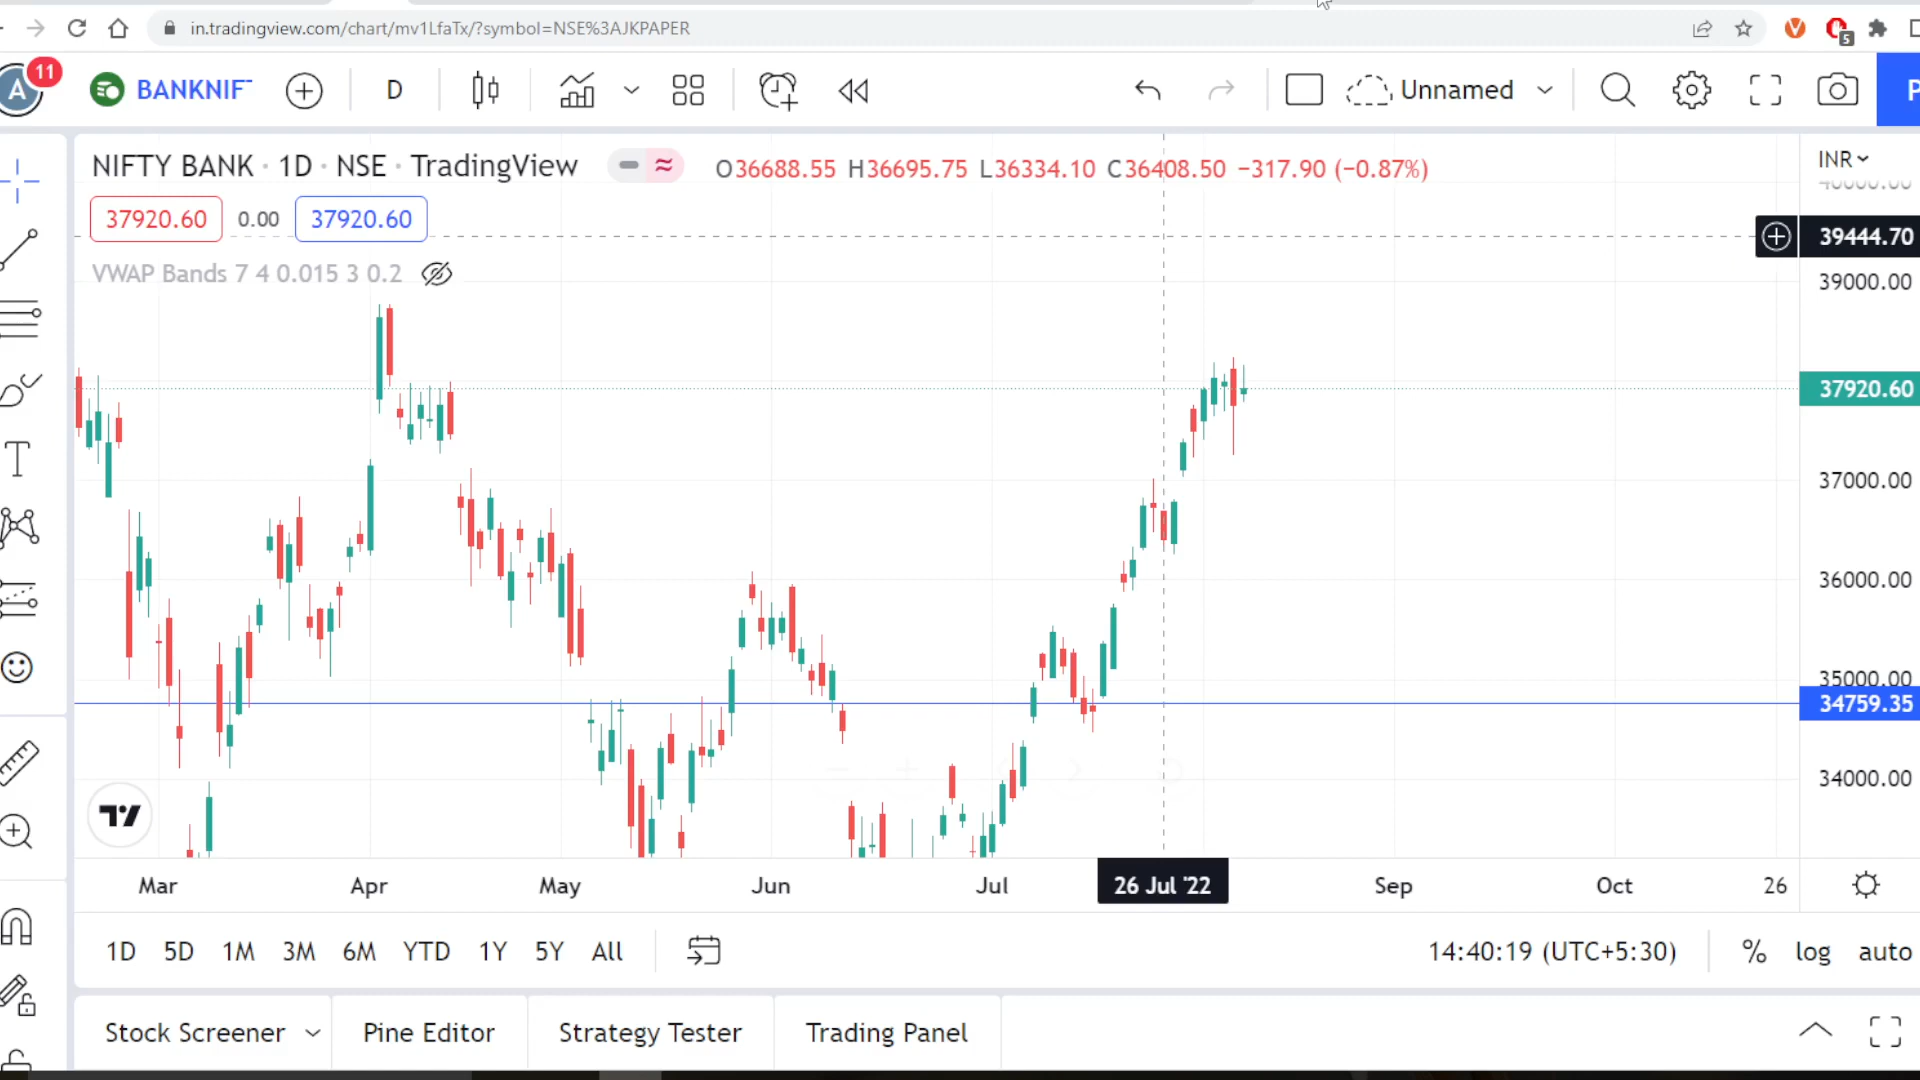 in.tradingview.com/chart/mv1LfaTx/?symbol=NSE%3AJKPAPER
5
A
11
BANKNIF
D
Unnamed
P
NIFTY BANK · 1D · NSE · TradingView
O36688.55 H36695.75 L36334.10 C36408.50 −317.90 (−0.87%)
INR
40000.00
37920.60 0.00 37920.60
39444.70
VWAP Bands 7 4 0.015 3 0.2
39000.00
37920.60
37000.00
36000.00
35000.00
34759.35
34000.00
Mar Apr May Jun Jul 26 Jul '22 Sep Oct 26
1D 5D 1M 3M 6M YTD 1Y 5Y All
14:40:19 (UTC+5:30) % log auto
Stock Screener Pine Editor Strategy Tester Trading Panel